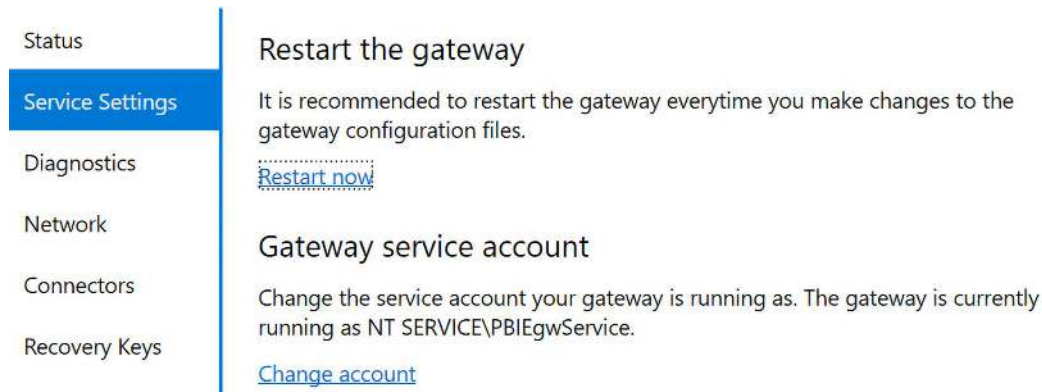 Status
Service Settings
Diagnostics
Network
Connectors
Recovery Keys
Restart the gateway
It is recommended to restart the gateway everytime you make changes to the
gateway configuration files.
Restart now
Gateway service account
Change the service account your gateway is running as. The gateway is currently
running as NT SERVICE\PBIEgwService.
Change account